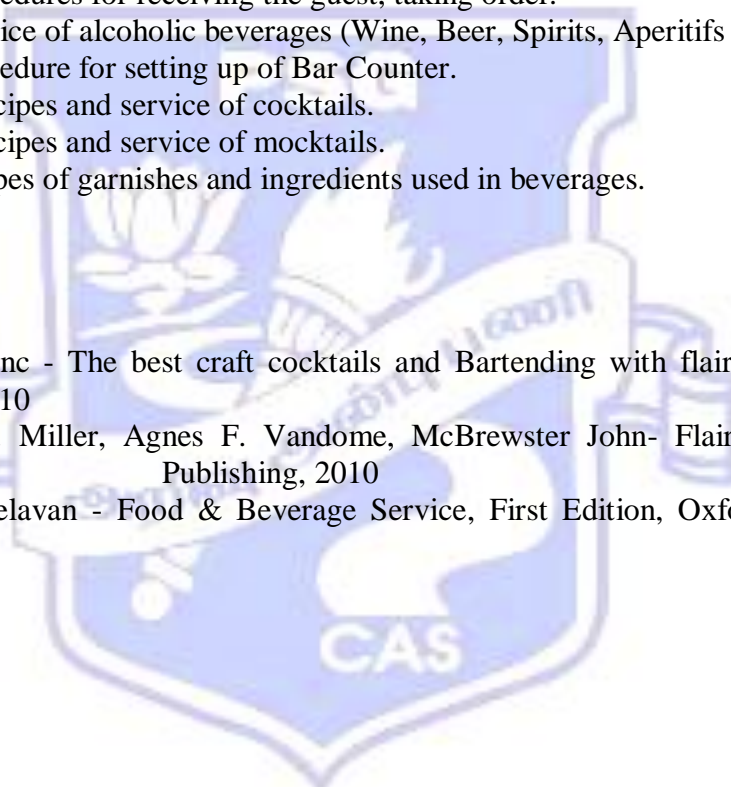 edures for receiving the guest, taking order.
ice of alcoholic beverages (Wine, Beer, Spirits, Aperitifs
edure for setting up of Bar Counter.
cipes and service of cocktails.
cipes and service of mocktails.
pes of garnishes and ingredients used in beverages.
nc - The best craft cocktails and Bartending with flair
10
Miller, Agnes F. Vandome, McBrewster John- Flair
Publishing, 2010
elavan - Food & Beverage Service, First Edition, Oxfo
PSG
CAS